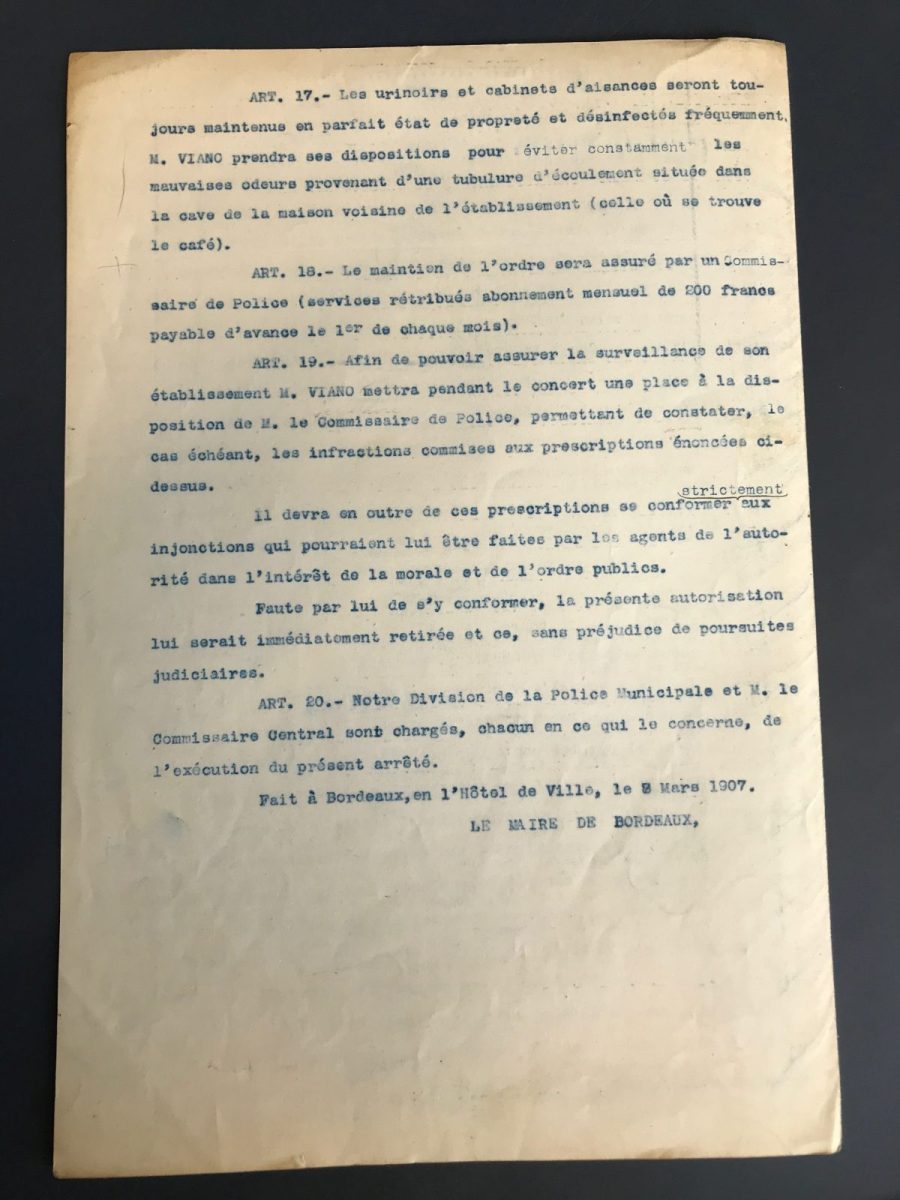 ART. 17.- Les urinoirs et cabinets d'aisances seront tou-
jours maintenus en parfait état de propreté et désinfectés fréquemment.
M. VIANO prendra ses dispositions pour éviter constamment les
mauvaises odeurs provenant d'une tubulure d'écoulement située dans
la cave de la maison voisine de l'établissement (celle où se trouve
le café).
ART. 18.- Le maintien de l'ordre sera assuré par un Commis-
saire de Police (services rétribués abonnement mensuel de 200 francs
payable d'avance le 1er de chaque mois).
ART. 19.- Afin de pouvoir assurer la surveillance de son
établissement M. VIANO mettra pendant le concert une place à la dis-
position de M. le Commissaire de Police, permettant de constater, le
cas échéant, les infractions commises aux prescriptions énoncées ci-
dessus.
strictement
Il devra en outre de ces prescriptions se conformer aux
injonctions qui pourraient lui être faites par les agents de l'auto-
rité dans l'intérêt de la morale et de l'ordre publics.
Faute par lui de s'y conformer, la présente autorisation
lui serait immédiatement retirée et ce, sans préjudice de poursuites
judiciaires.
ART. 20.- Notre Division de la Police Municipale et M. le
Commissaire Central sont chargés, chacun en ce qui le concerne, de
l'exécution du présent arrêté.
Fait à Bordeaux, en l'Hôtel de Ville, le Mars 1907.
LE MAIRE DE BORDEAUX,